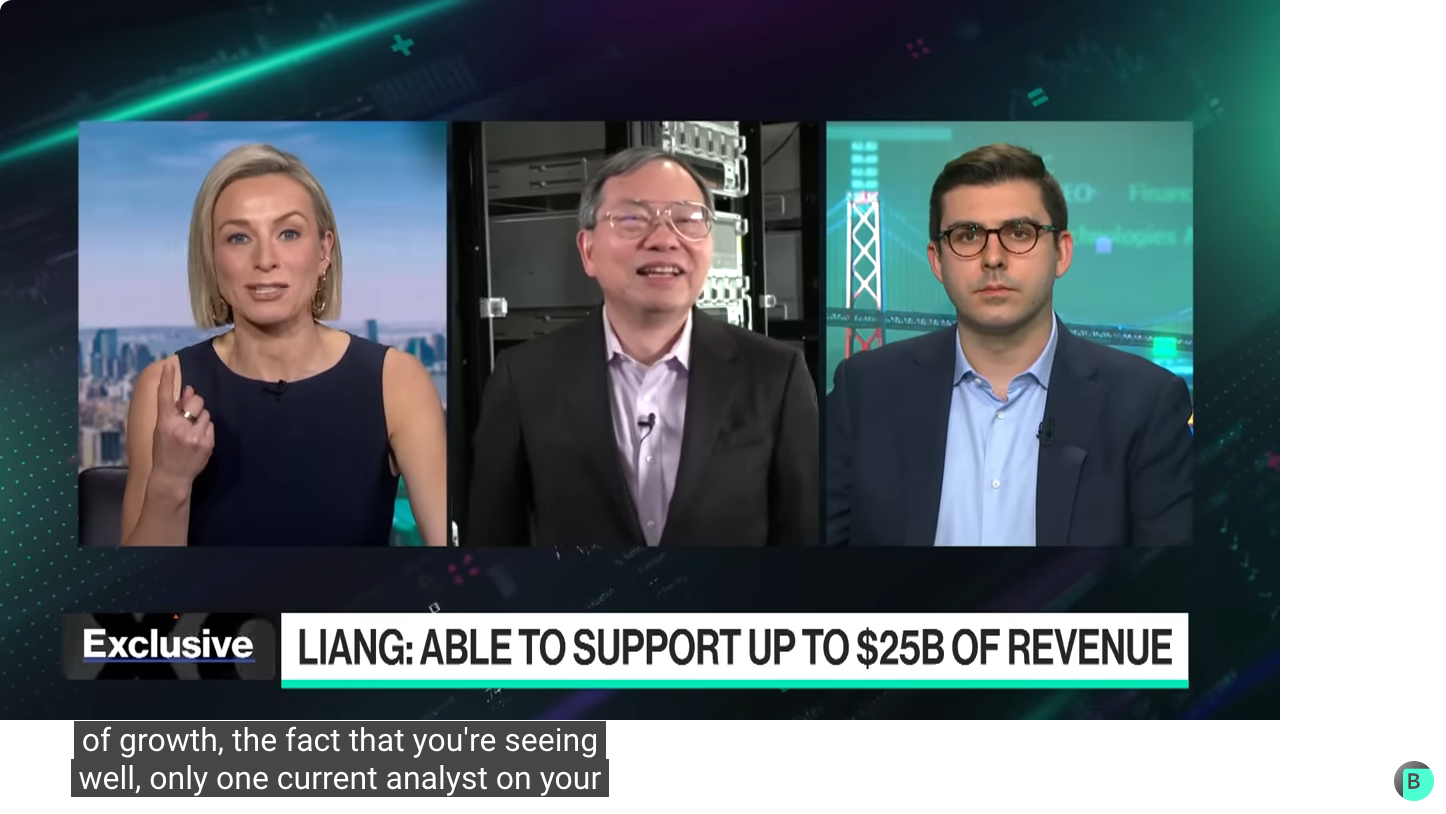 Exclusive
LIANG: ABLE TO SUPPORT UP TO $25B OF REVENUE
of growth, the fact that you're seeing
well, only one current analyst on your
B